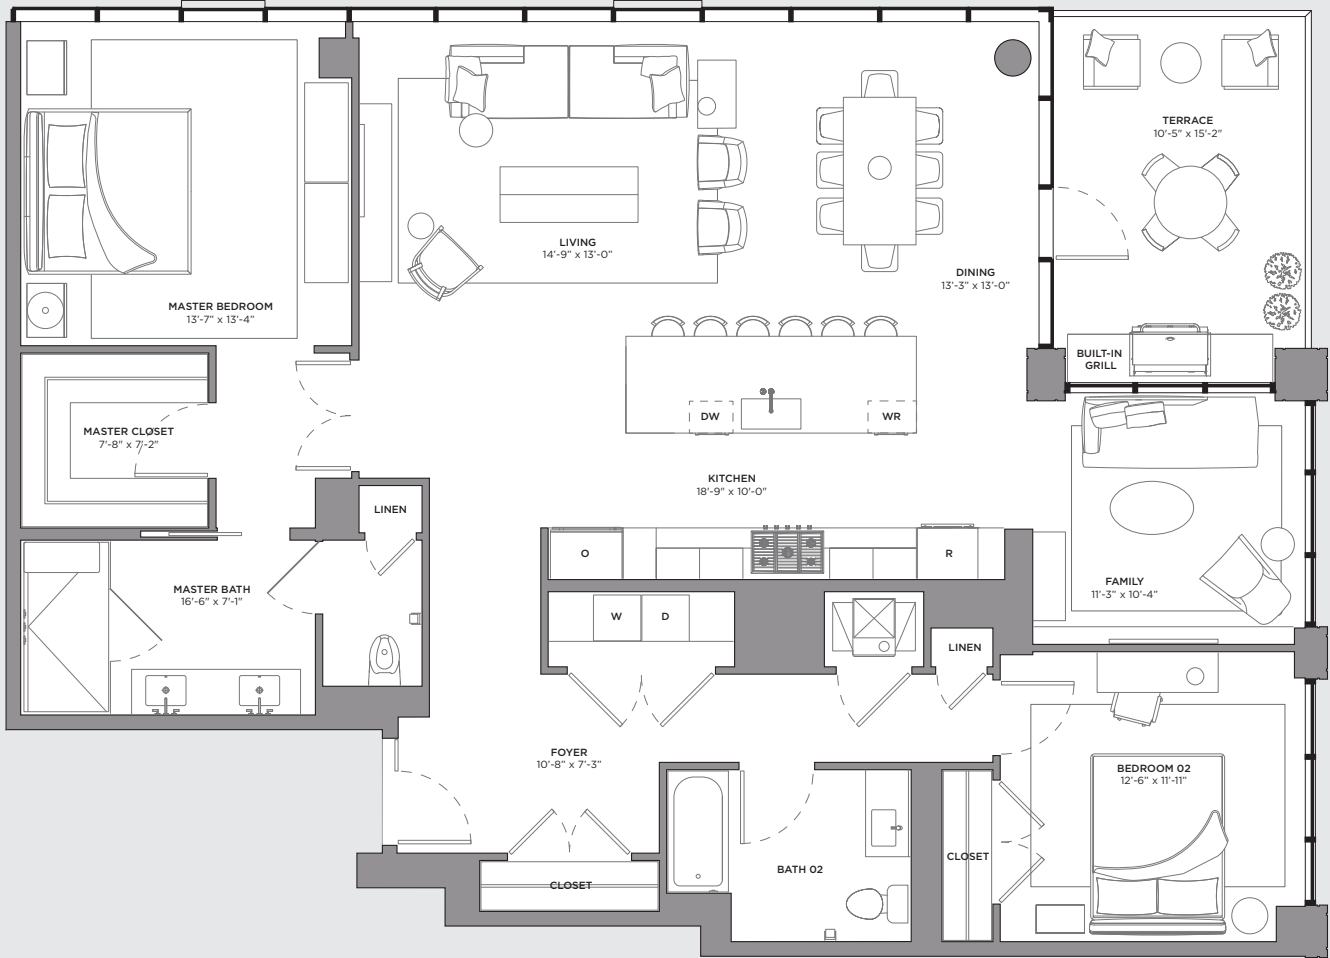 TERRACE
10'-5" x 15'-2"
LIVING
14'-9" x 13'-0"
DINING
13'-3" x 13'-0"
MASTER BEDROOM
13'-7" x 13'-4"
BUILT-IN
GRILL
MASTER CLOSET
7'-8" x 7'-2"
DW
WR
KITCHEN
18'-9" x 10'-0"
LINEN
O
R
MASTER BATH
16'-6" x 7'-1"
FAMILY
11'-3" x 10'-4"
W
D
LINEN
FOYER
10'-8" x 7'-3"
BEDROOM 02
12'-6" x 11'-11"
CLOSET
BATH 02
CLOSET